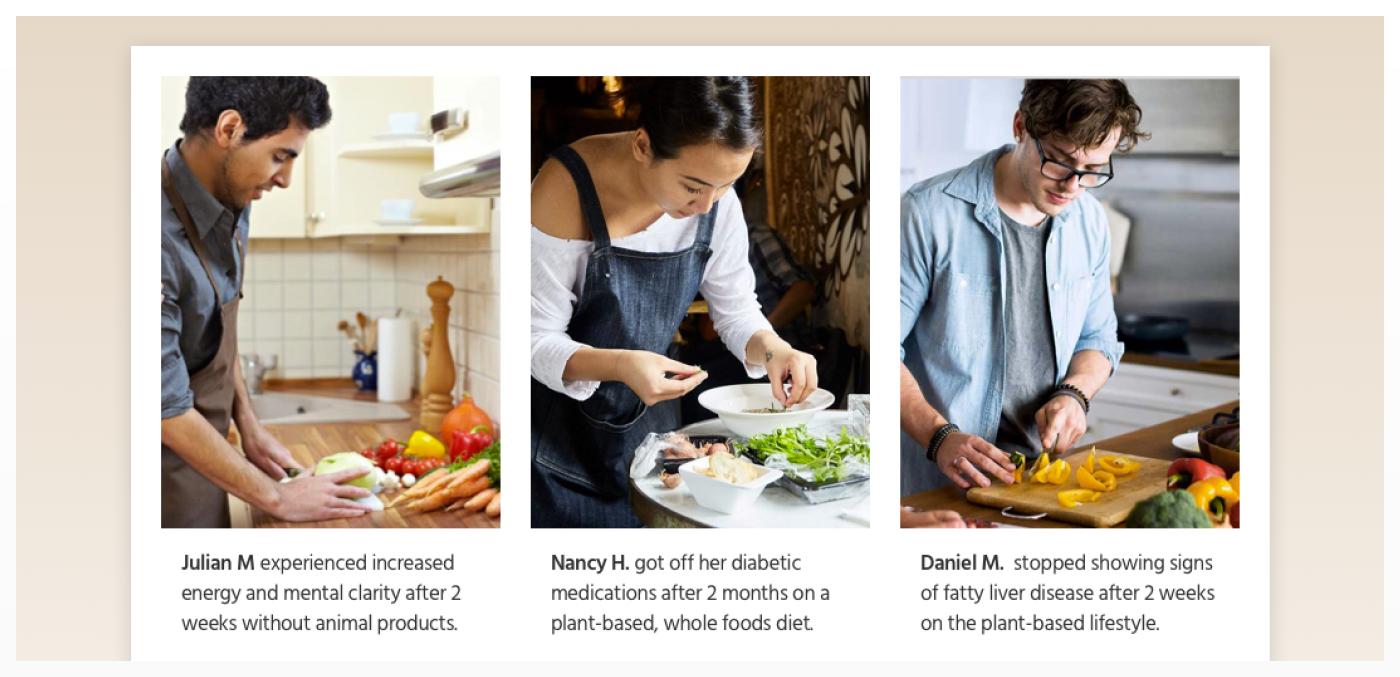 Julian M experienced increased
energy and mental clarity after 2
weeks without animal products.
Nancy H. got off her diabetic
medications after 2 months on a
plant-based, whole foods diet.
Daniel M.  stopped showing signs
of fatty liver disease after 2 weeks
on the plant-based lifestyle.